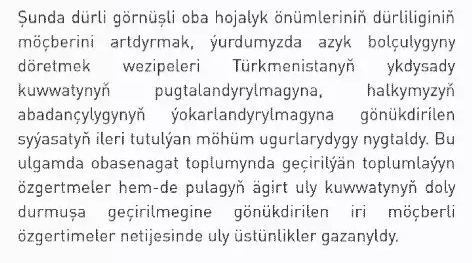 Şunda dürli görnüşli oba hojalyk önümleriniň dürliliginiň
möçberini artdyrmak, ýurdumyzda azyk bolçulygyny
döretmek wezipeleri Türkmenistanyň ykdysady
kuwwatynyň pugtalandyrylmagyna, halkymyzyň
abadançylygynyň ýokarlandyrylmagyna gönükdirilen
syýasatyň ileri tutulýan möhüm ugurlarydygy nygtaldy. Bu
ulgamda obasenagat toplumynda geçirilýän toplumlaýyn
özgertmeler hem-de pulagyň ägirt uly kuwwatynyň doly
durmuşa geçirilmegine gönükdirilen iri möçberli
özgertimeler netijesinde uly üstünlikler gazanyldy.